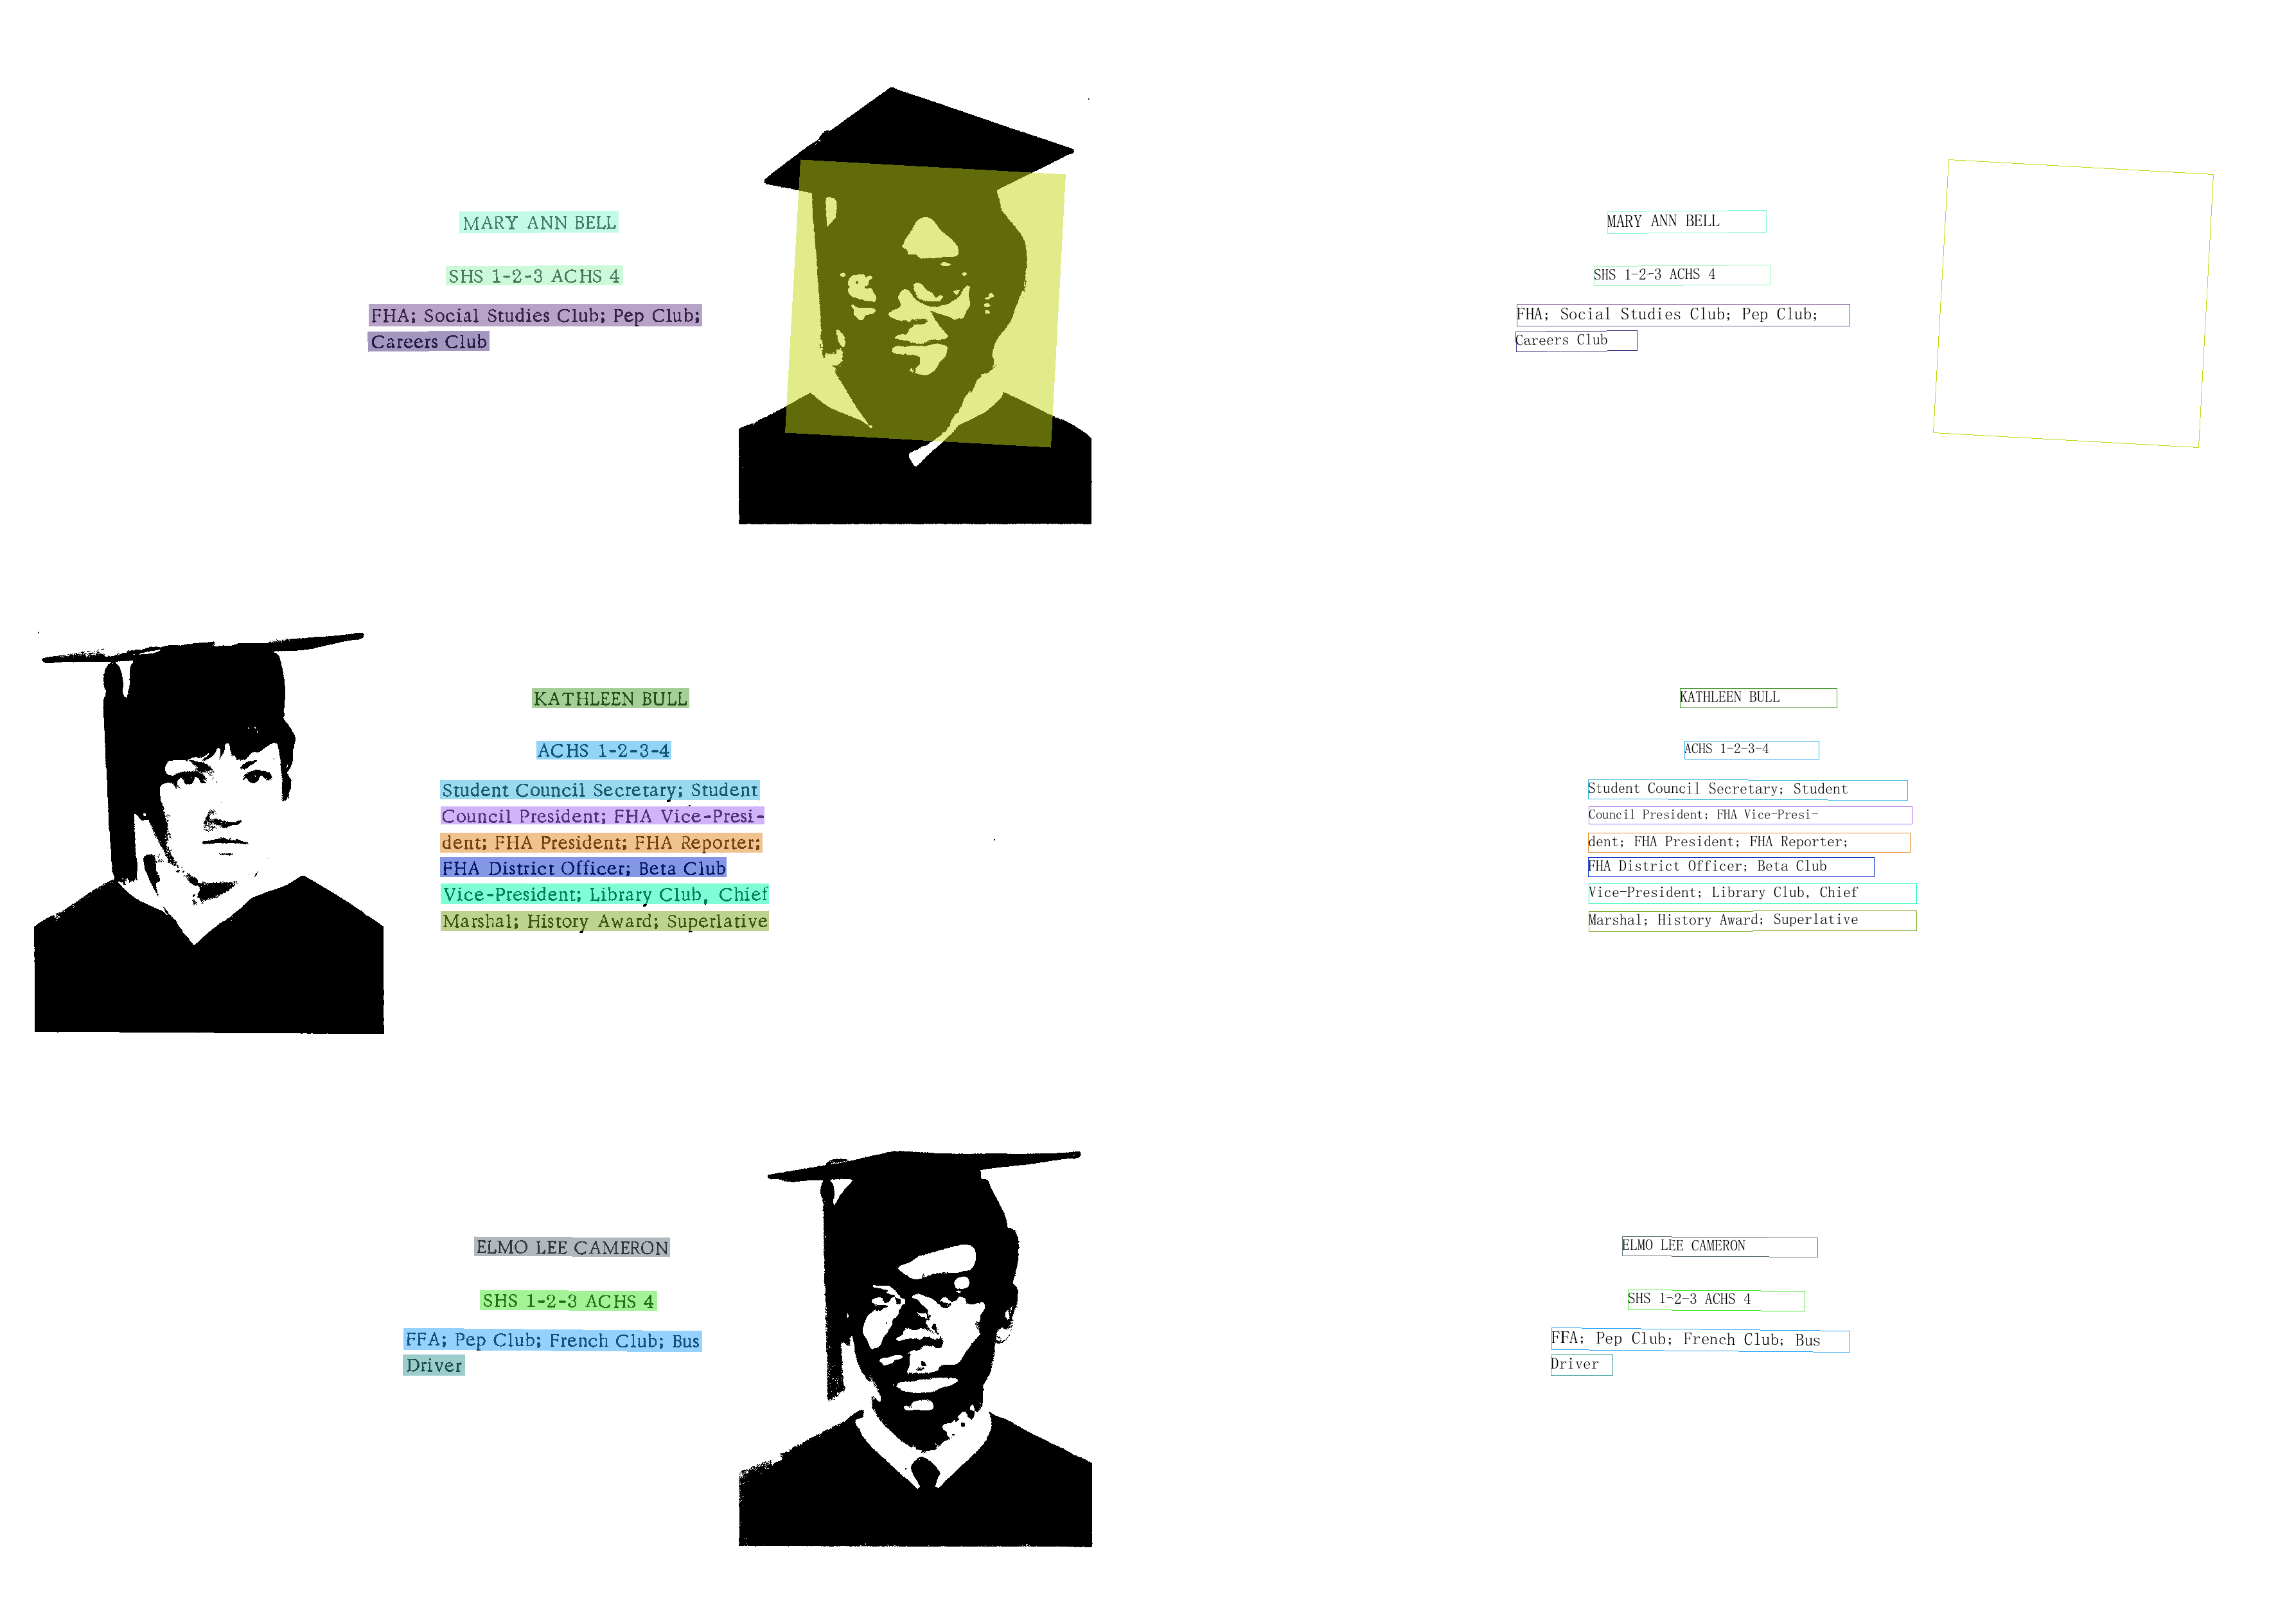 MARY ANN BELL
SHS 1-2-3 ACHS 4
FHA; Social Studies Club; Pep Club;
Careers Club
KATHLEEN BULL
ACHS 1-2-3-4
Student Council Secretary; Student
Council President; FHA Vice-Presi-
dent; FHA President; FHA Reporter;
FHA District Officer; Beta Club
Vice-President; Library Club, Chief
Marshal; History Award; Superlative
ELMO LEE CAMERON
SHS 1-2-3 ACHS 4
FFA; Pep Club; French Club; Bus
Driver
MARY ANN BELL
SHS 1-2-3 ACHS 4
FHA; Social Studies Club; Pep Club;
Careers Club
KATHLEEN BULL
ACHS 1-2-3-4
Student Council Secretary; Student
Council President; FHA Vice-Presi-
dent; FHA President; FHA Reporter;
FHA District Officer; Beta Club
Vice-President; Library Club, Chief
Marshal; History Award; Superlative
ELMO LEE CAMERON
SHS 1-2-3 ACHS 4
FFA; Pep Club; French Club; Bus
Driver